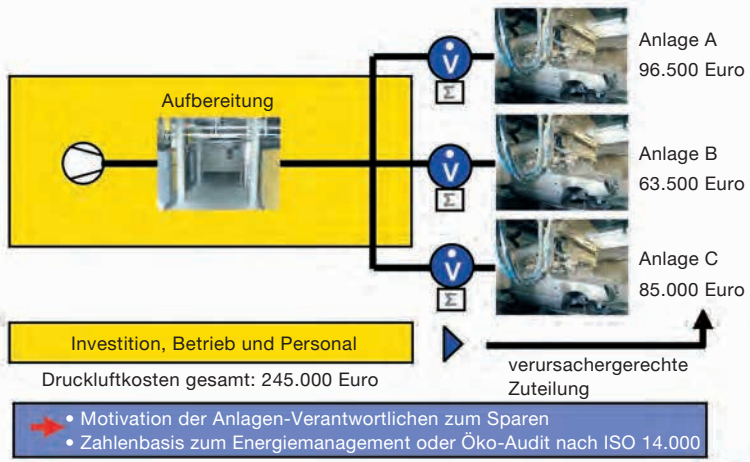 Aufbereitung
V
Σ
Anlage A
96.500 Euro
V
Σ
Anlage B
63.500 Euro
V
Σ
Anlage C
85.000 Euro
Investition, Betrieb und Personal
Druckluftkosten gesamt: 245.000 Euro
verursachergerechte
Zuteilung
• Motivation der Anlagen-Verantwortlichen zum Sparen
• Zahlenbasis zum Energiemanagement oder Öko-Audit nach ISO 14.000